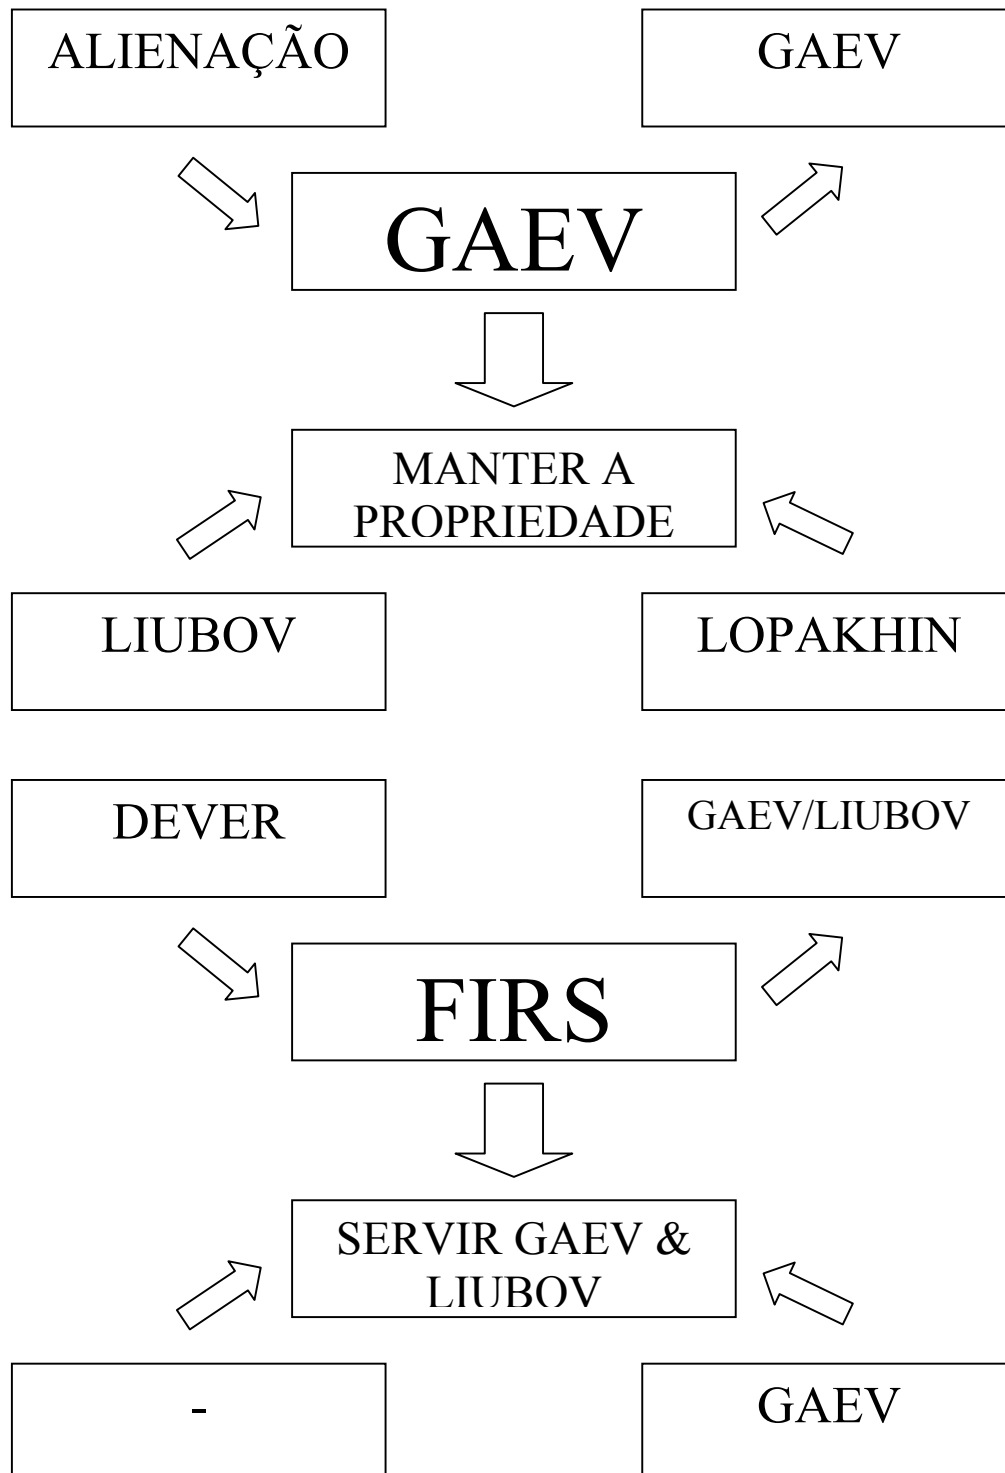 ALIENAÇÃO
GAEV
GAEV
MANTER A
PROPRIEDADE
LIUBOV
LOPAKHIN
DEVER
GAEV/LIUBOV
FIRS
SERVIR GAEV &
LIUBOV
-
GAEV